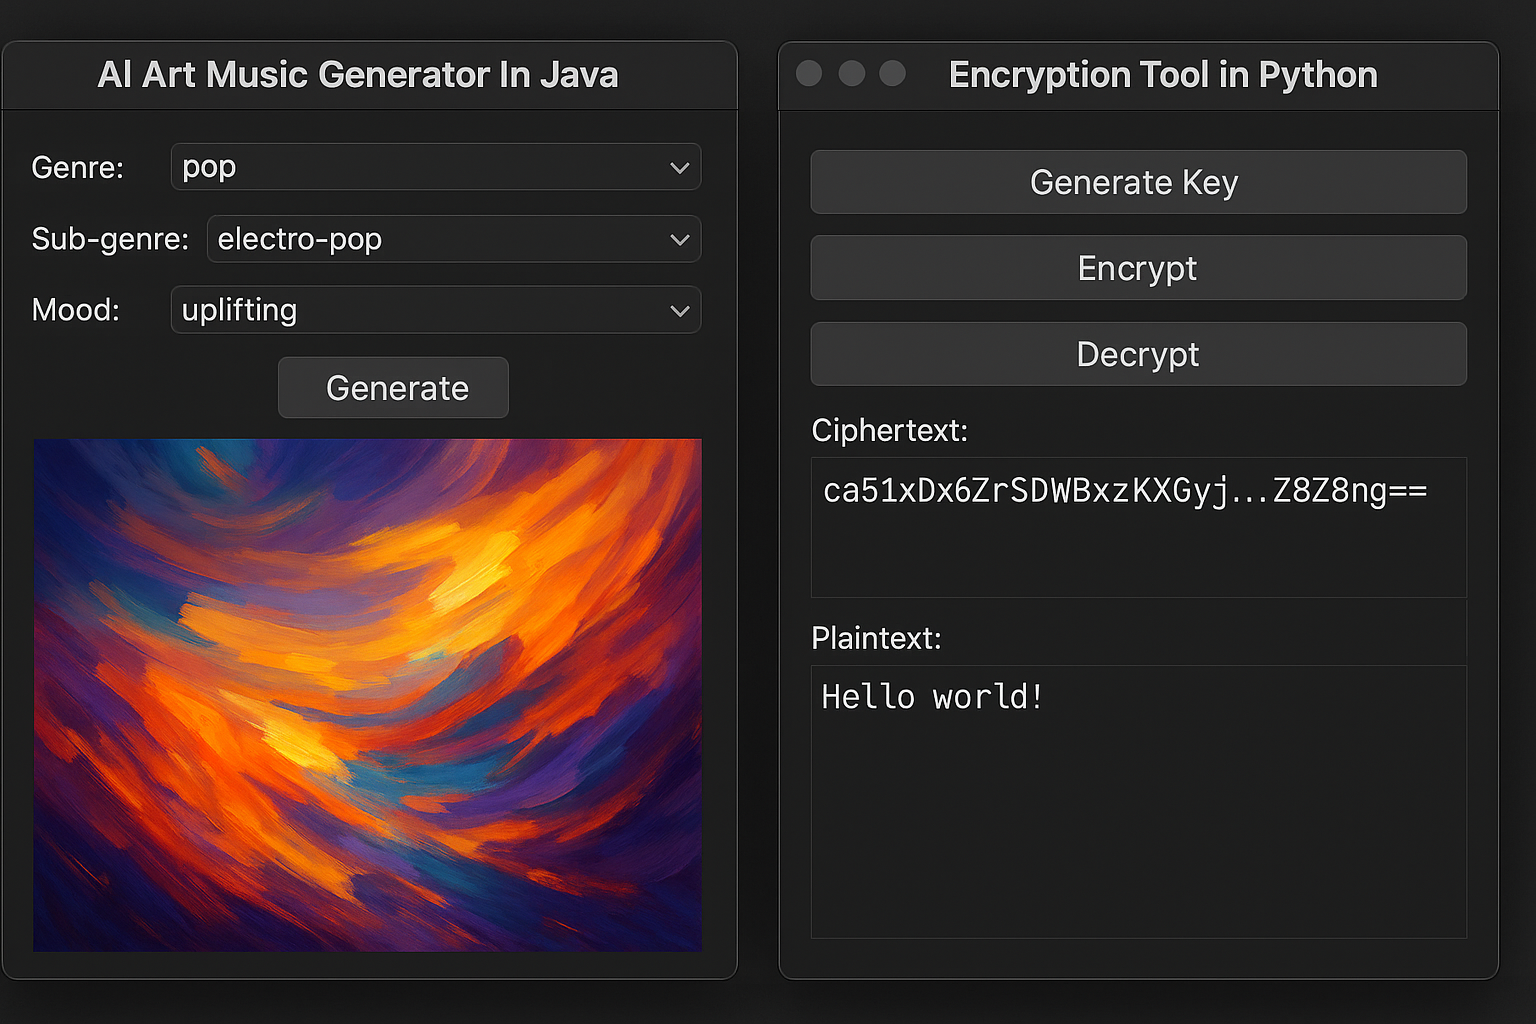 AI Art Music Generator In Java
Genre: pop
Sub-genre: electro-pop
Mood: uplifting
Generate
Encryption Tool in Python
Generate Key
Encrypt
Decrypt
Ciphertext:
ca51xDx6ZrSDWBxzKXGyj...Z8Z8ng==
Plaintext:
Hello world!